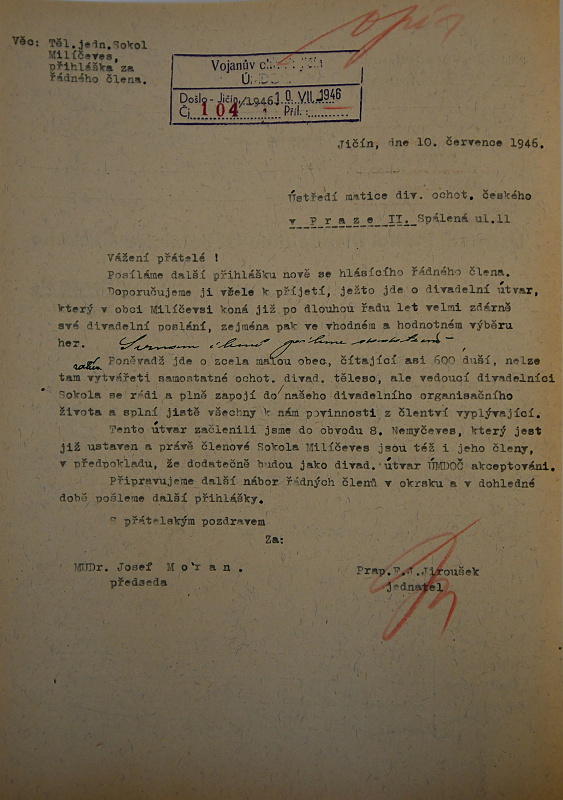 opis
Věc: Těl.jedn.Sokol
Milíčeves,
přihláška za
řádného člena.
Vojanův Jičín
ÚMDOČ
Došlo - Jičín, 1946 10. VII. 1946
Čj. 104 Příl.:
Jičín, dne 10. července 1946.
Ústředí matice div. ochot. českého
v Praze II. Spálená ul.11
Vážení přátelé !
Posíláme další přihlášku nově se hlásícího řádného člena.
Doporučujeme ji vřele k příjetí, ježto jde o divadelní útvar,
který v obci Milíčevsi koná již po dlouhou řadu let velmi zdárně
své divadelní poslání, zejména pak ve vhodném a hodnotném výběru
her. Seznam členů pošleme
Poněvadž jde o zcela malou obec, čítající asi 600 duší, nelze
tam vytvářeti samostatné ochot. divad. těleso, ale vedoucí divadelníci
Sokola se rádi a plně zapojí do našeho divadelního organisačního
života a splní jistě všechny k nám povinnosti z členství vyplývající.
Tento útvar začlenili jsme do obvodu 8. Nemyčeves, který jest
již ustaven a právě členové Sokola Milíčeves jsou též i jeho členy,
v předpokladu, že dodatečně budou jako divad. útvar ÚMDOČ akceptováni.
Připravujeme další nábor řádných členů v okrsku a v dohledné
době pošleme další přihlášky.
S přátelským pozdravem
Za:
MUDr. Josef Moran.
předseda
Prap.F.J.Jiroušek
jednatel